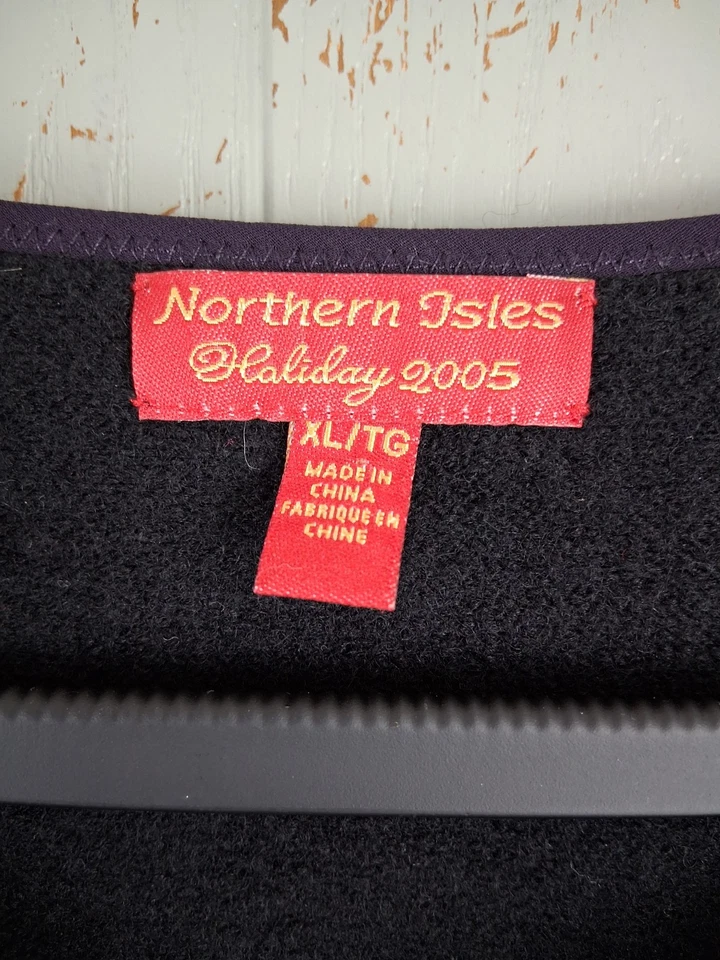 Northern Isles
Holiday 2005
XL/TG
MADE IN
CHINA
FABRIQUE EN
CHINE